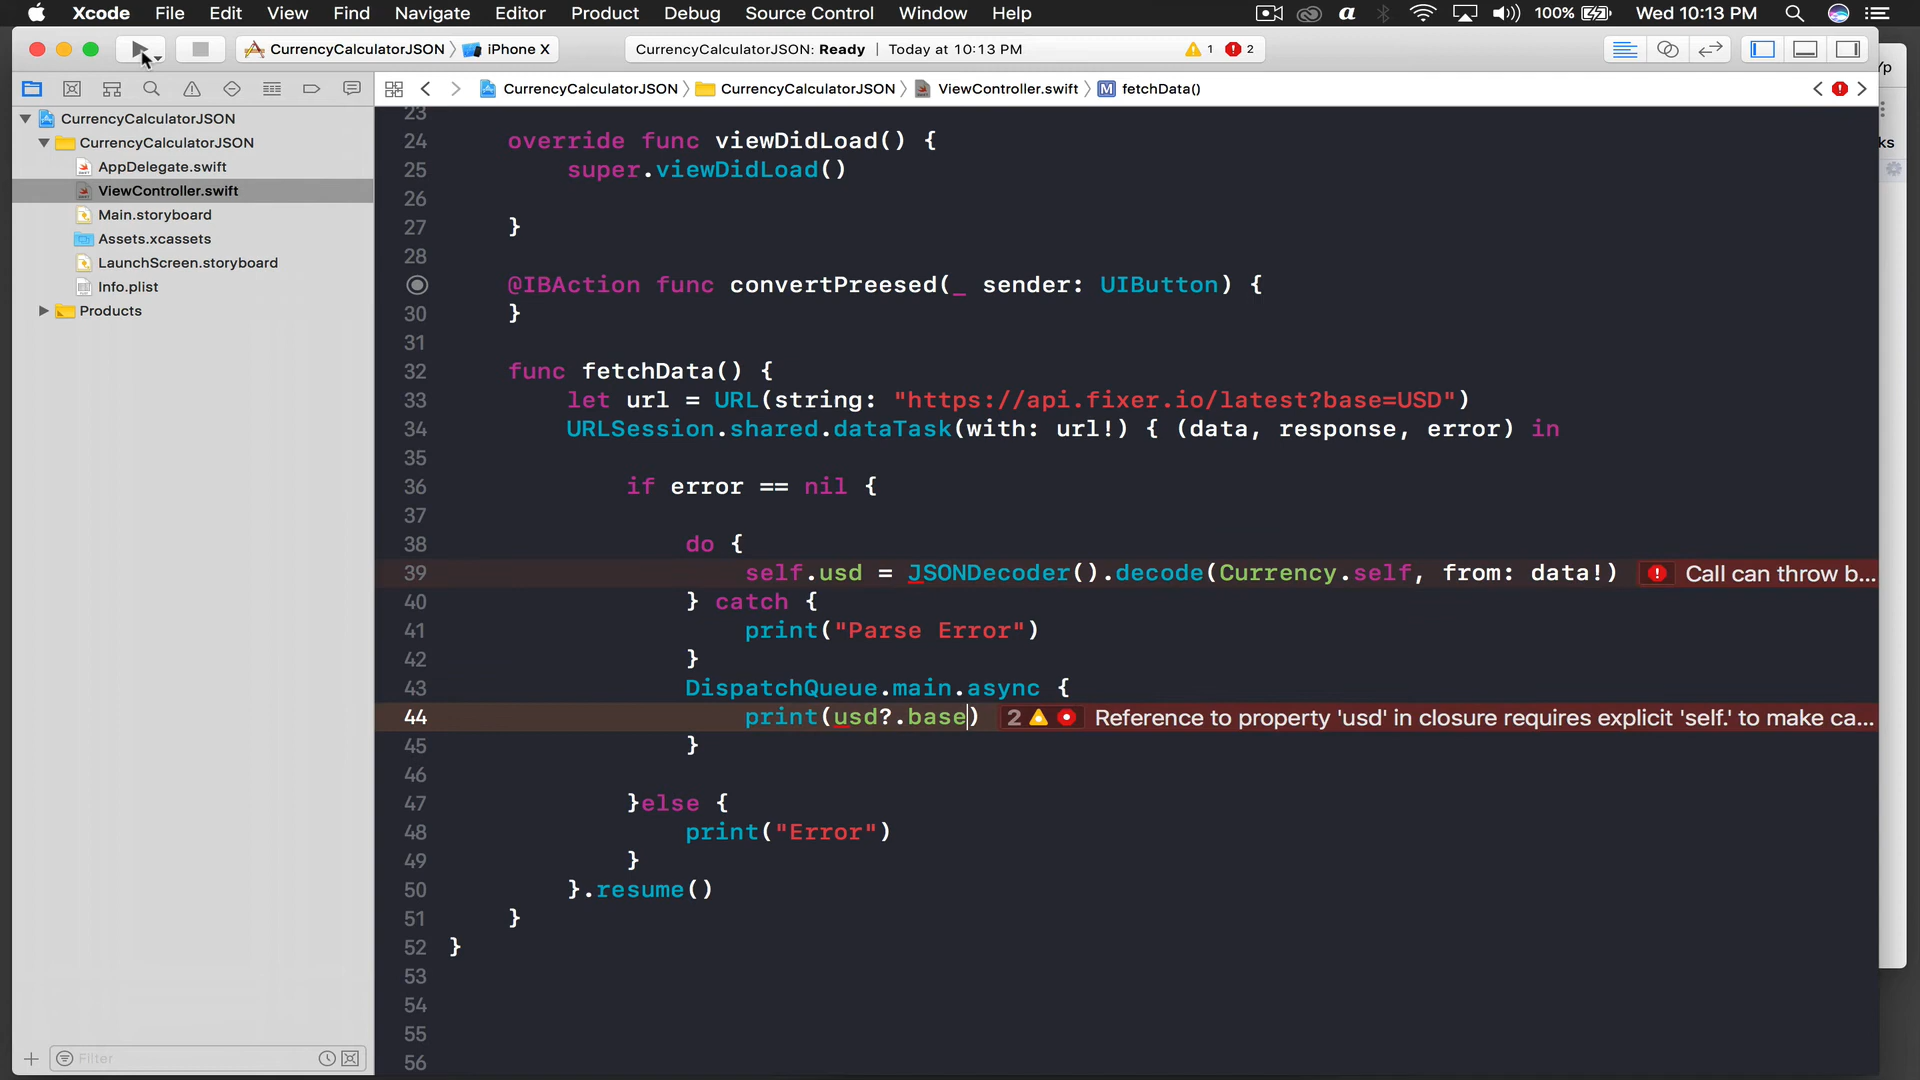 Xcode File Edit View Find Navigate Editor Product Debug Source Control Window Help 100% Wed 10:13 PM
CurrencyCalculatorJSON iPhone X CurrencyCalculatorJSON: Ready Today at 10:13 PM 1 2
CurrencyCalculatorJSON CurrencyCalculatorJSON ViewController.swift M fetchData()
CurrencyCalculatorJSON
CurrencyCalculatorJSON
AppDelegate.swift
ViewController.swift
Main.storyboard
Assets.xcassets
LaunchScreen.storyboard
Info.plist
Products
Filter
23
24 override func viewDidLoad() {
25 super.viewDidLoad()
26
27 }
28
@IBAction func convertPreesed(_ sender: UIButton) {
30 }
31
32 func fetchData() {
33 let url = URL(string: "https://api.fixer.io/latest?base=USD")
34 URLSession.shared.dataTask(with: url!) { (data, response, error) in
35
36 if error == nil {
37
38 do {
39 self.usd = JSONDecoder().decode(Currency.self, from: data!) Call can throw b...
40 } catch {
41 print("Parse Error")
42 }
43 DispatchQueue.main.async {
44 print(usd?.base) 2 Reference to property 'usd' in closure requires explicit 'self.' to make ca...
45 }
46
47 }else {
48 print("Error")
49 }
50 }.resume()
51 }
52 }
53
54
55
56
yp
ks